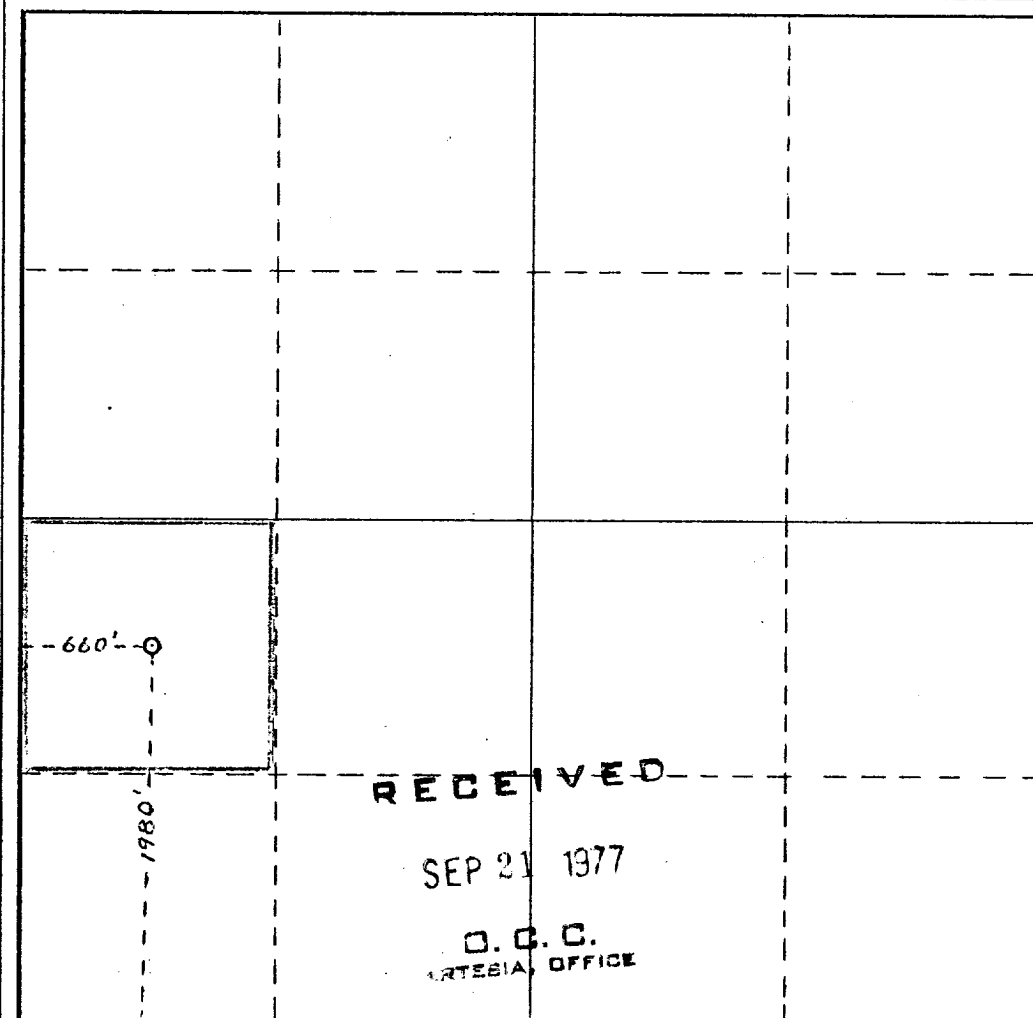 660'
1980'
RECEIVED
SEP 21 1977
O. C. C.
ARTESIA, OFFICE